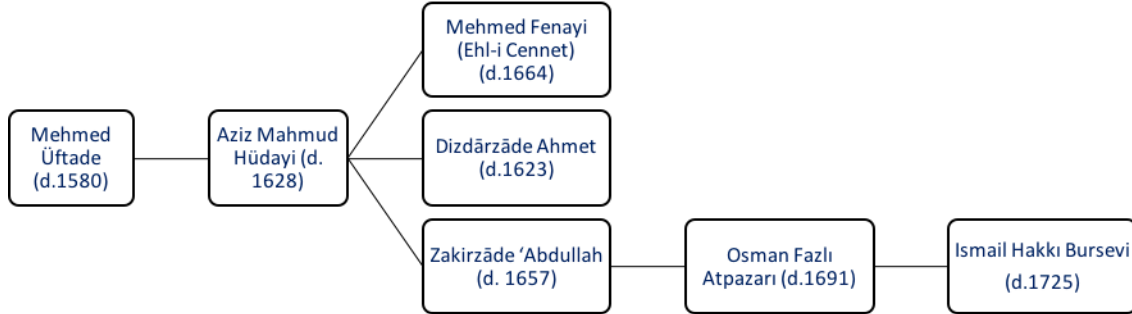 Mehmed
Üftade
(d.1580)
Aziz Mahmud
Hüdayi (d.
1628)
Mehmed Fenayi
(Ehl-i Cennet)
(d.1664)
Dizdārzāde Ahmet
(d.1623)
Zakirzāde ‘Abdullah
(d. 1657)
Osman Fazlı
Atpazarı (d.1691)
Ismail Hakkı Bursevi
(d.1725)